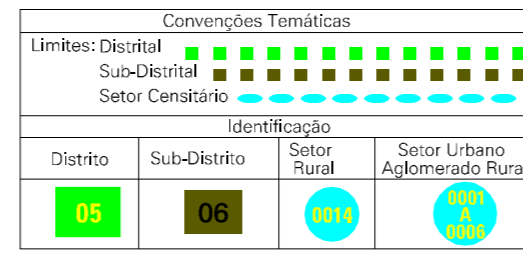 Convenções Temáticas
Limites: Distrital
Sub-Distrital
Setor Censitário
Identificação
Distrito
Sub-Distrito
Setor
Rural
Setor Urbano
Aglomerado Rura
05
06
0014
0001
A
0006